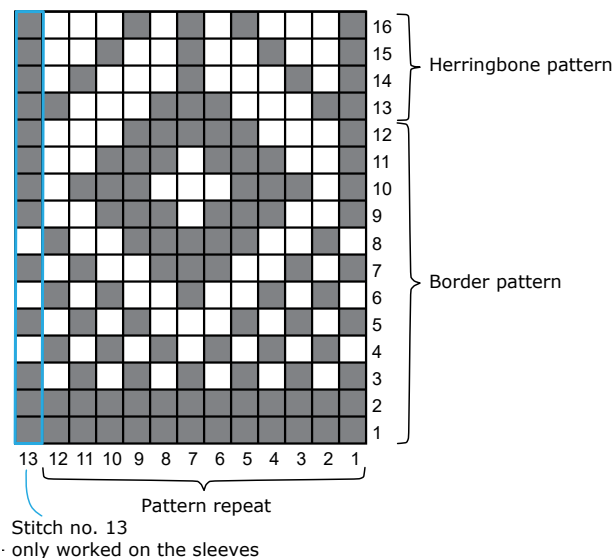 16
15
14
Herringbone pattern
13
12
11
10
9
8
7
Border pattern
6
5
4
3
2
1
13 12 11 10 9 8 7 6 5 4 3 2 1
Pattern repeat
Stitch no. 13
- only worked on the sleeves